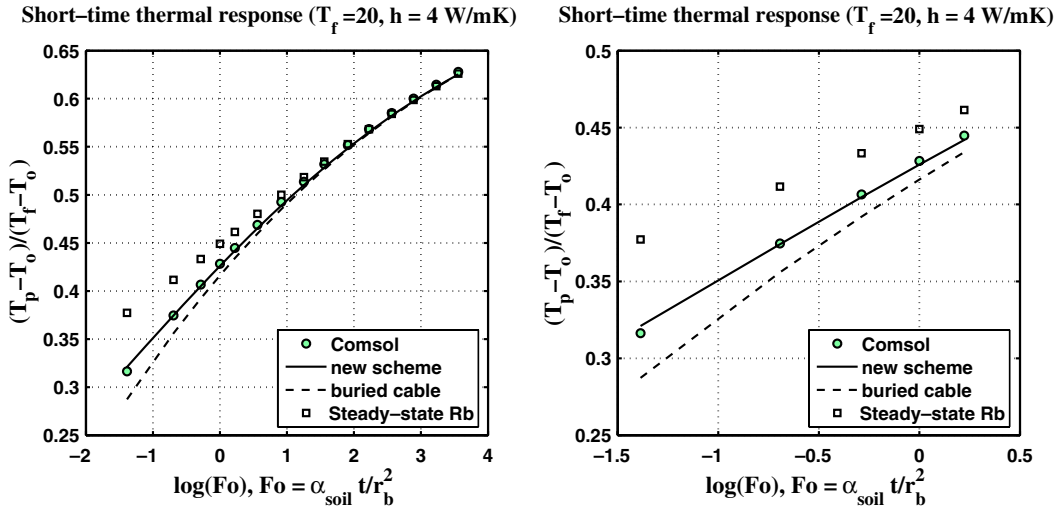 Short−time thermal response (T_f =20, h = 4 W/mK)
0.65
0.6
0.55
0.5
0.45
0.4
0.35
0.3
0.25
(T_p−T_o)/(T_f−T_o)
Comsol
new scheme
buried cable
Steady−state Rb
−2 −1 0 1 2 3 4
log(Fo), Fo = α_soil t/r_b^2
Short−time thermal response (T_f =20, h = 4 W/mK)
0.5
0.45
0.4
0.35
0.3
0.25
(T_p−T_o)/(T_f−T_o)
Comsol
new scheme
buried cable
Steady−state Rb
−1.5 −1 −0.5 0 0.5
log(Fo), Fo = α_soil t/r_b^2